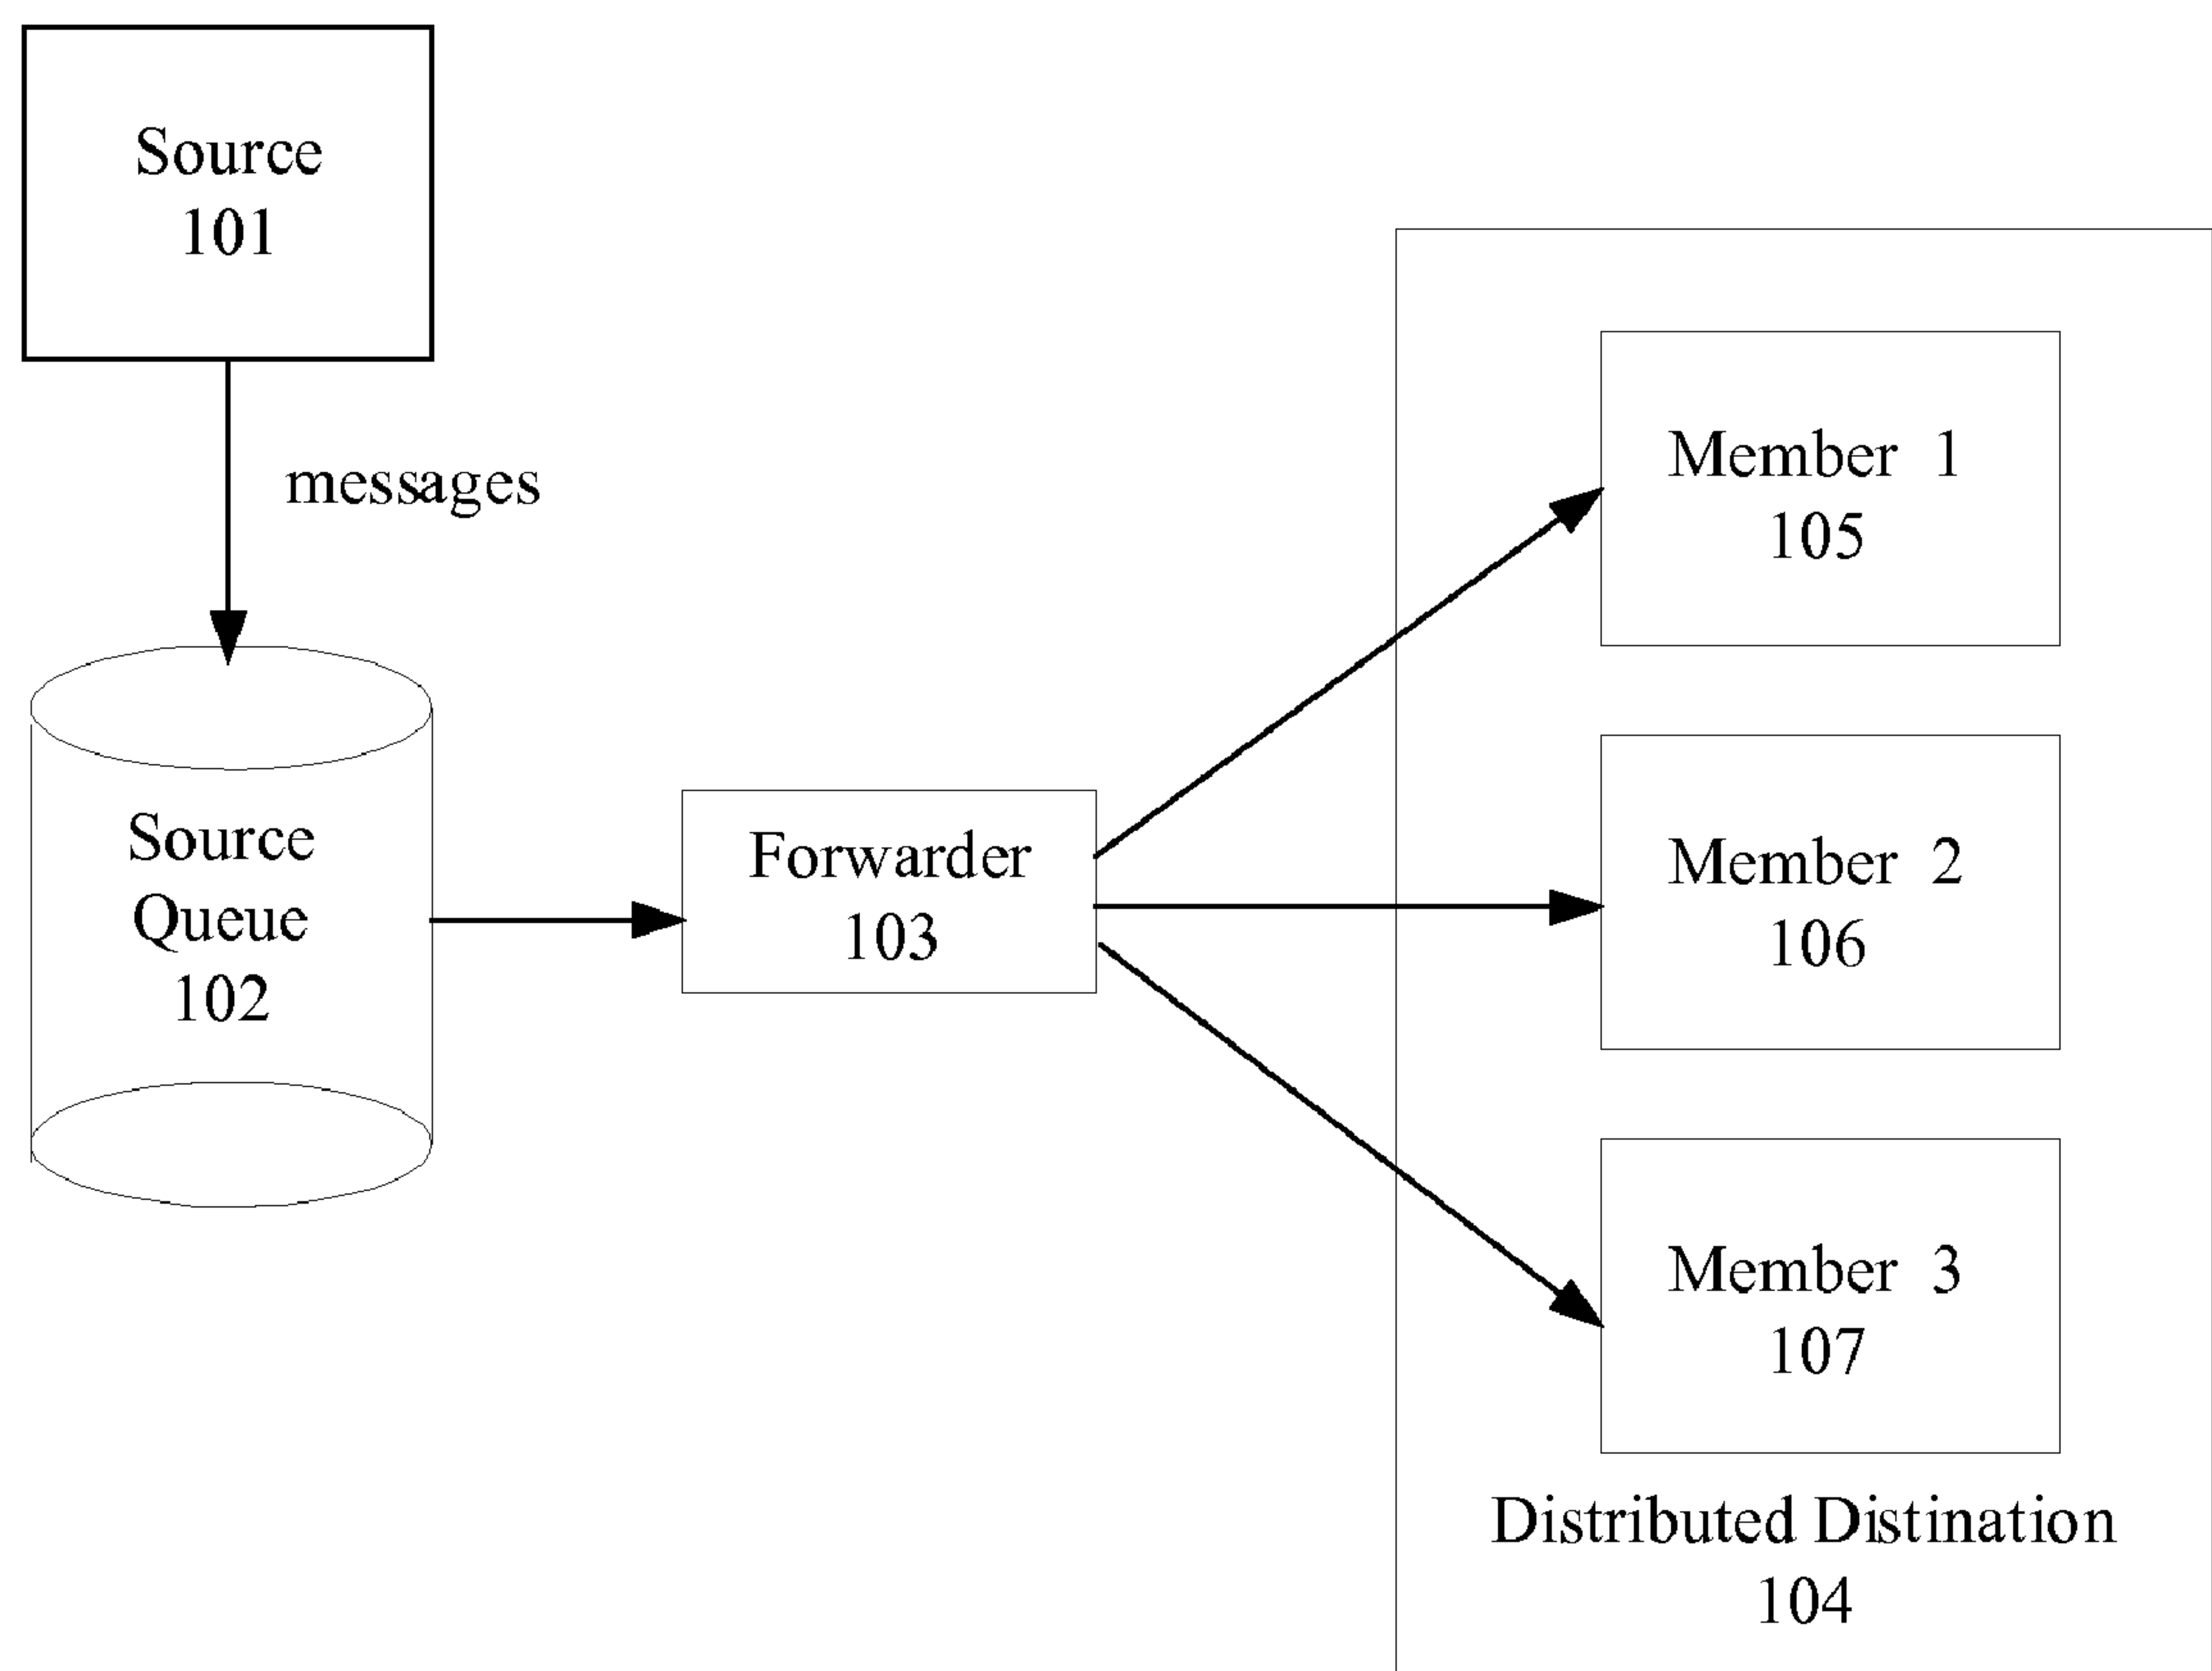 Source
101
messages
Source
Queue
102
Forwarder
103
Member 1
105
Member 2
106
Member 3
107
Distributed Distination
104